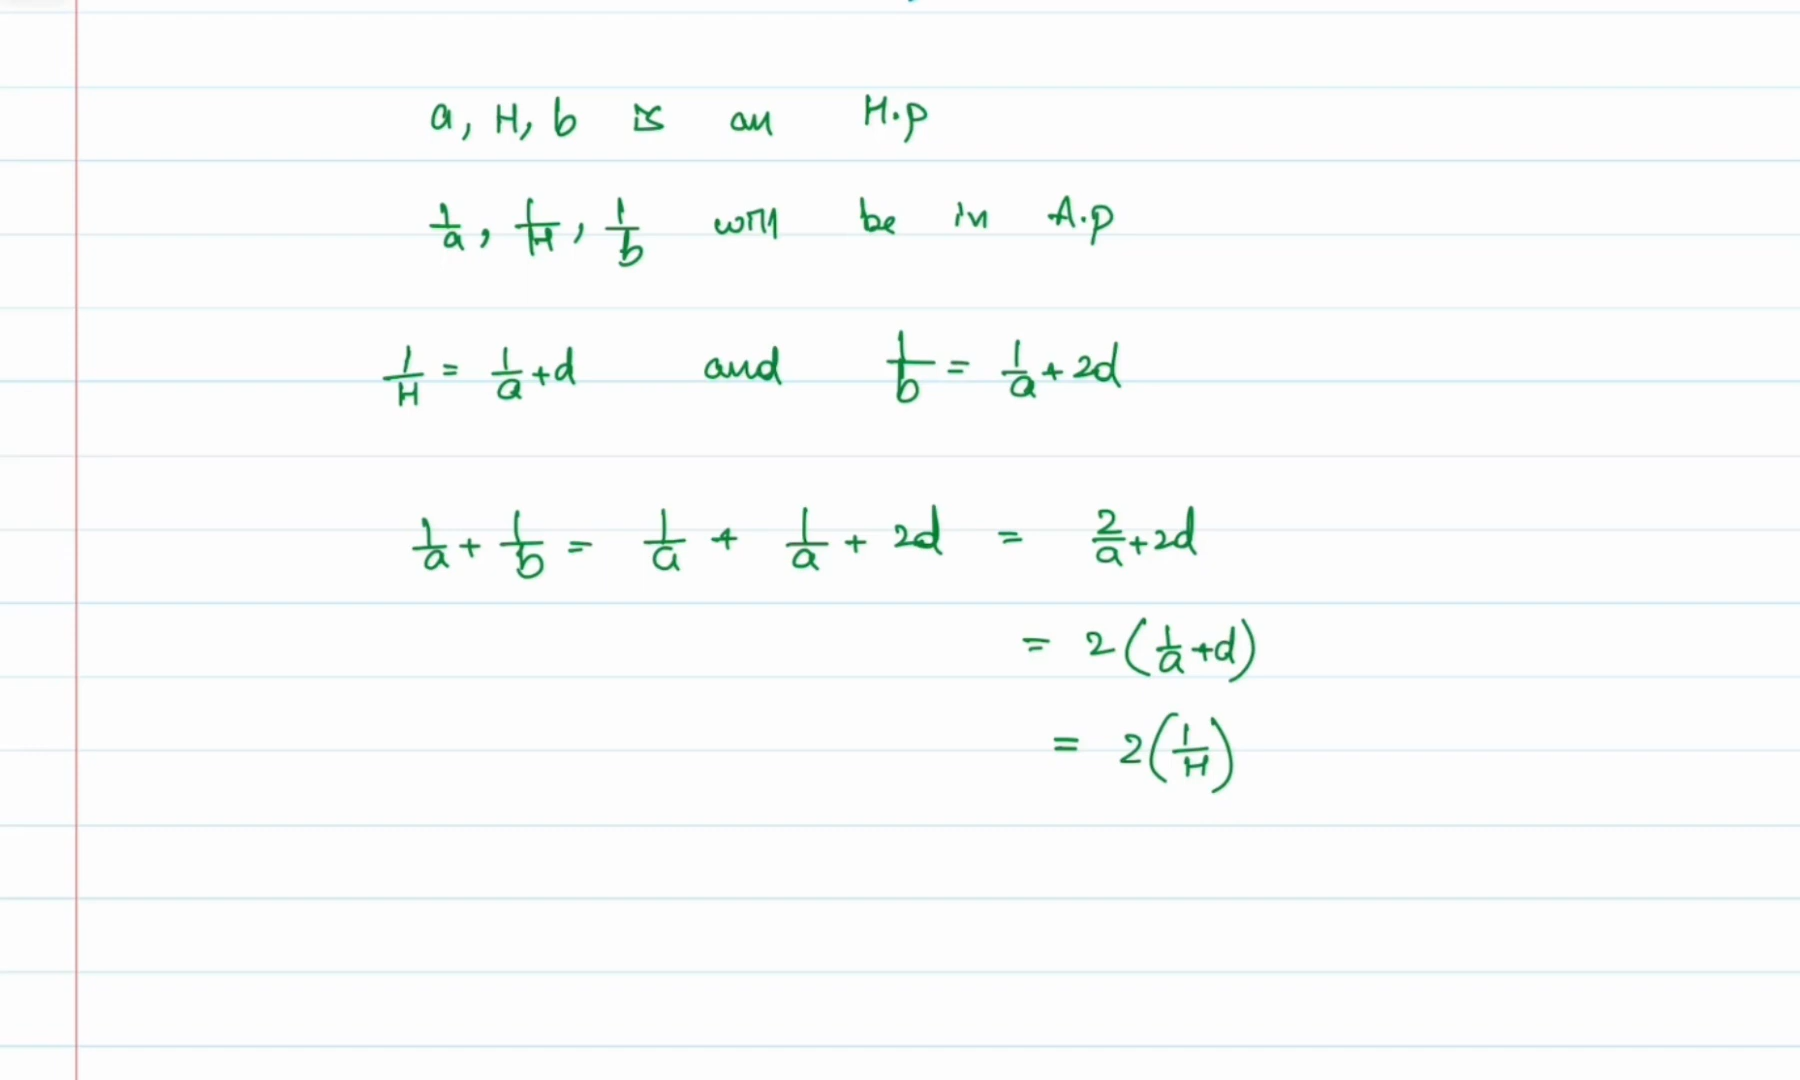 a, H, b is an H.p
1/a, 1/H, 1/b will be in A.p
1/H = 1/a + d and 1/b = 1/a + 2d
1/a + 1/b = 1/a + 1/a + 2d = 2/a + 2d
= 2(1/a + d)
= 2(1/H)